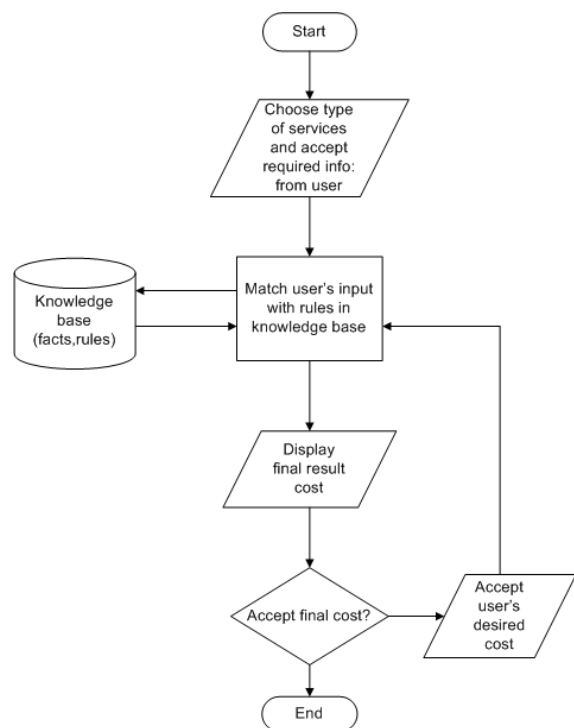 Start
Choose type
of services
and accept
required info:
from user
Match user's input
with rules in
knowledge base
Knowledge
base
(facts,rules)
Display
final result
cost
Accept final cost?
Accept
user's
desired
cost
End